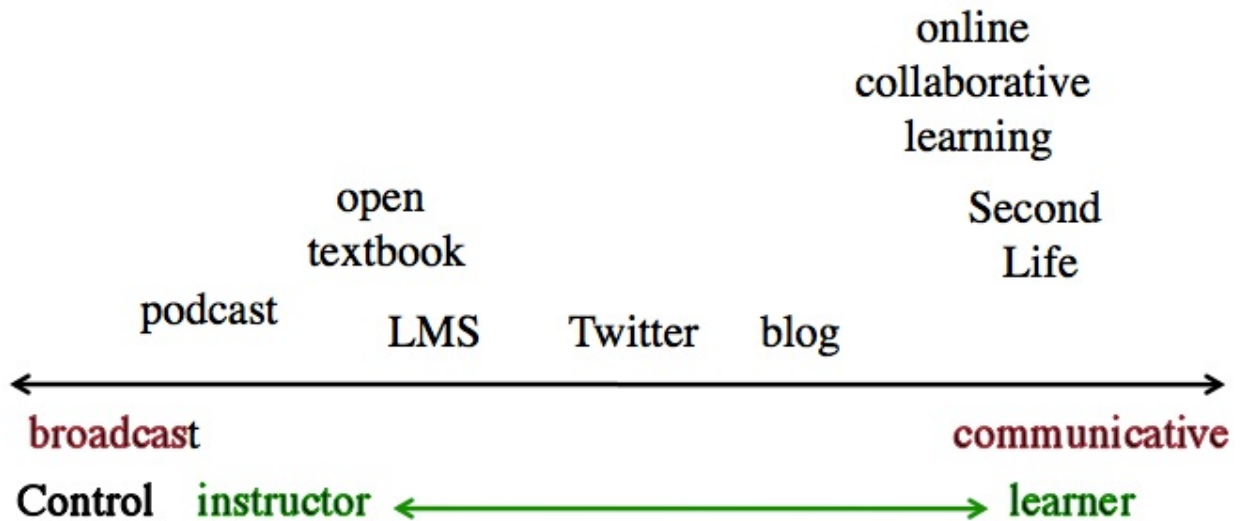 online
collaborative
learning
open
textbook
Second
Life
podcast
LMS Twitter blog
broadcast communicative
Control instructor learner